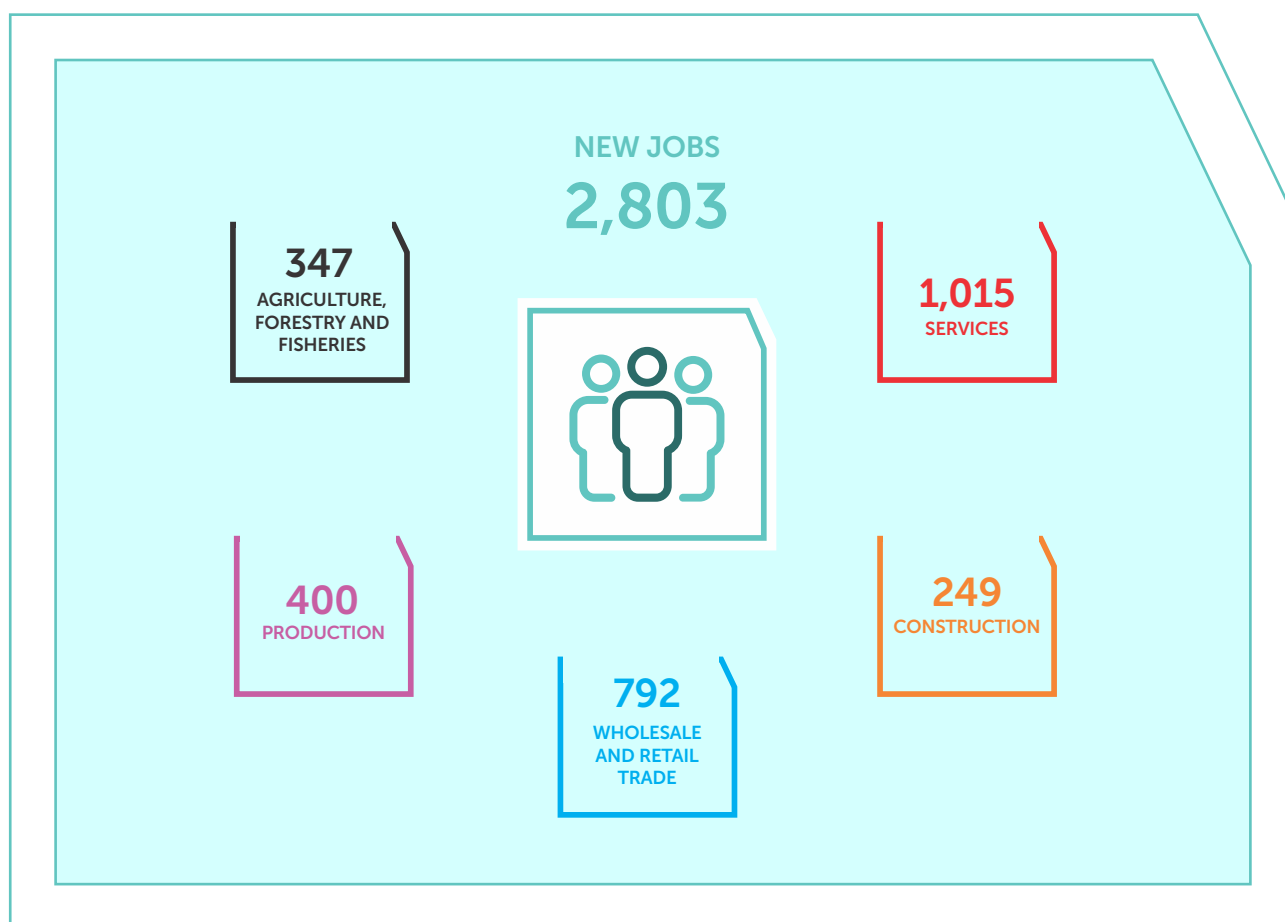 NEW JOBS
2,803
347
AGRICULTURE,
FORESTRY AND
FISHERIES
1,015
SERVICES
400
PRODUCTION
249
CONSTRUCTION
792
WHOLESALE
AND RETAIL
TRADE